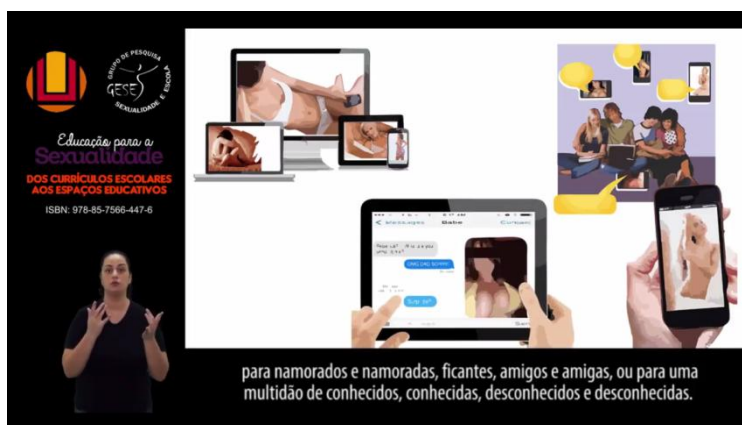 GRUPO DE PESQUISA
GESE
SEXUALIDADE E ESCOLA
Educação para a
Sexualidade
DOS CURRÍCULOS ESCOLARES
AOS ESPAÇOS EDUCATIVOS
ISBN: 978-85-7566-447-6
para namorados e namoradas, ficantes, amigos e amigas, ou para uma
multidão de conhecidos, conhecidas, desconhecidos e desconhecidas.